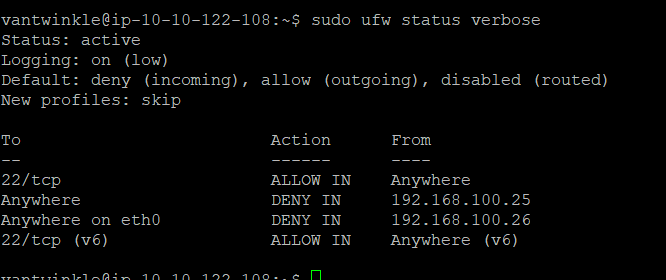 vantwinkle@ip-10-10-122-108:~$ sudo ufw status verbose
Status: active
Logging: on (low)
Default: deny (incoming), allow (outgoing), disabled (routed)
New profiles: skip
To                         Action      From
--                         ------      ----
22/tcp                     ALLOW IN    Anywhere
Anywhere                   DENY IN     192.168.100.25
Anywhere on eth0           DENY IN     192.168.100.26
22/tcp (v6)                ALLOW IN    Anywhere (v6)
vantwinkle@ip-10-10-122-108:~$